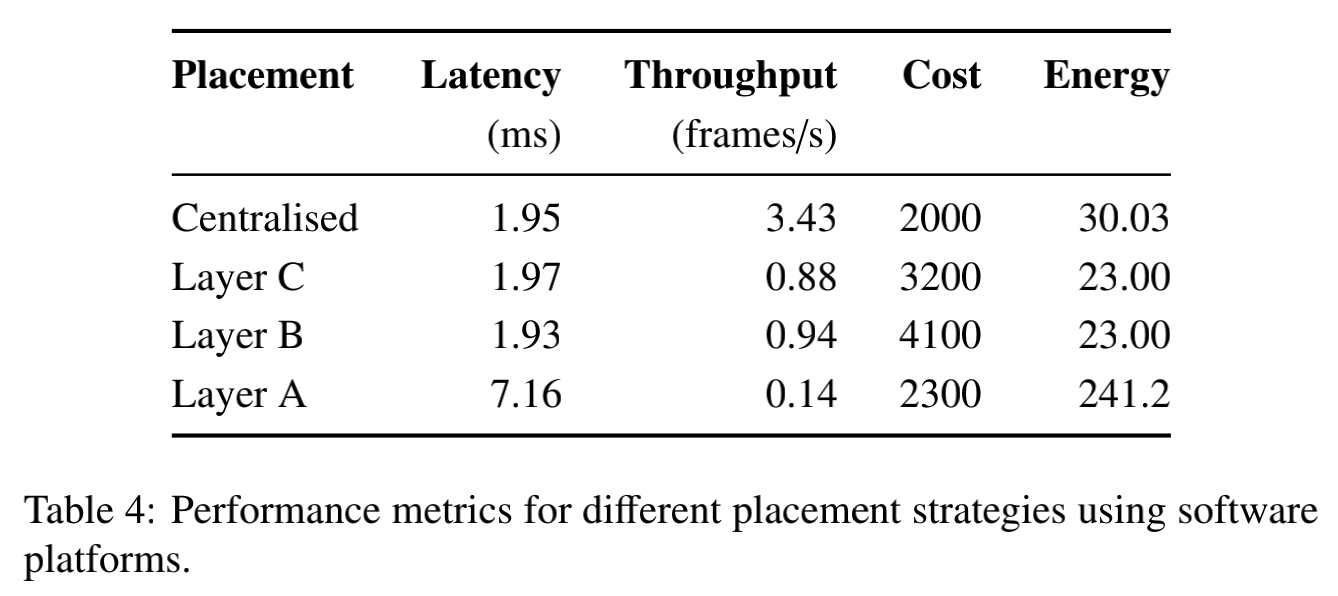 Placement Latency Throughput Cost Energy
(ms) (frames/s)
Centralised 1.95 3.43 2000 30.03
Layer C 1.97 0.88 3200 23.00
Layer B 1.93 0.94 4100 23.00
Layer A 7.16 0.14 2300 241.2
Table 4: Performance metrics for different placement strategies using software
platforms.